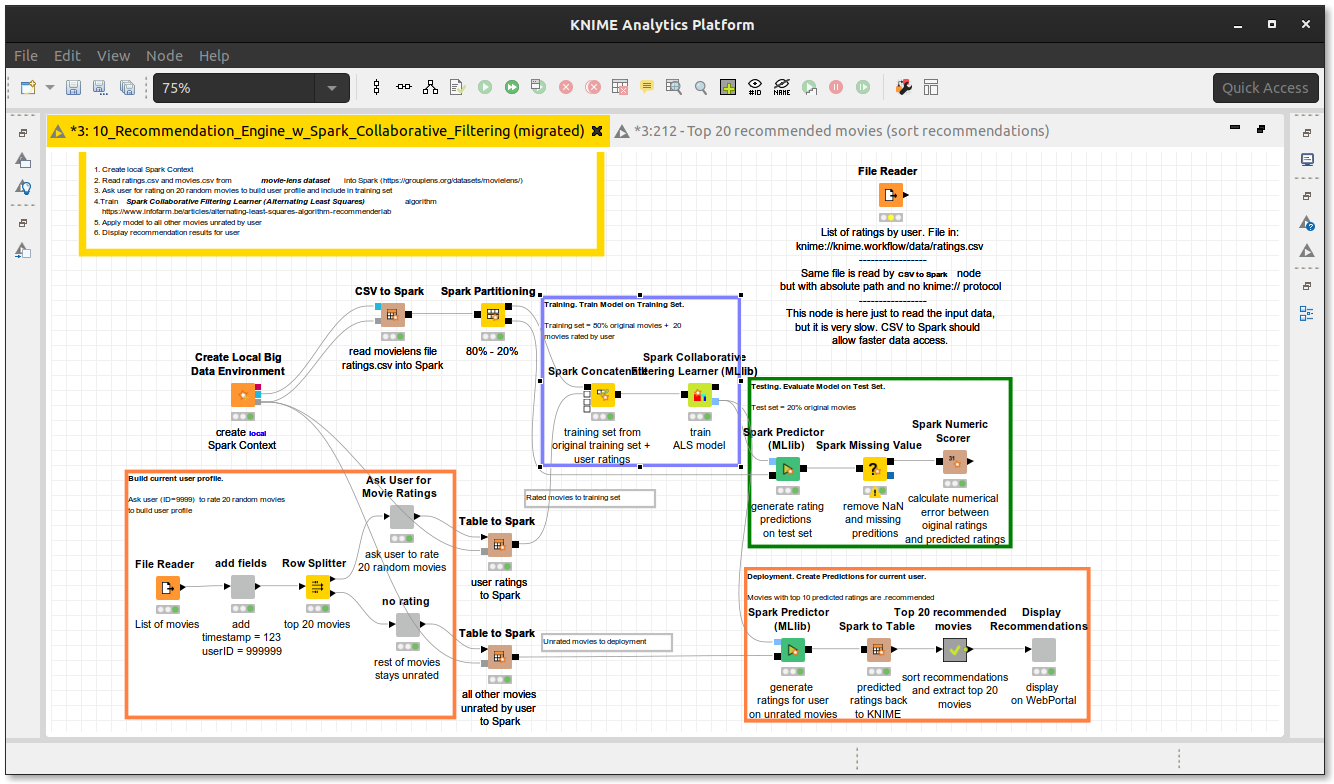 KNIME Analytics Platform
File Edit View Node Help
75%
#ID
NAME
Quick Access
*3: 10_Recommendation_Engine_w_Spark_Collaborative_Filtering (migrated)
*3:212 - Top 20 recommended movies (sort recommendations)
1. Create local Spark Context
2. Read ratings.csv and movies.csv from movie-lens dataset into Spark (https://grouplens.org/datasets/movielens/)
3. Ask user for rating on 20 random movies to build user profile and include in training set
4.Train Spark Collaborative Filtering Learner (Alternating Least Squares) algorithm
https://www.infofarm.be/articles/alternating-least-squares-algorithm-recommenderlab
5. Apply model to all other movies unrated by user
6. Display recommendation results for user
File Reader
List of ratings by user. File in:
knime://knime.workflow/data/ratings.csv
-----------------
Same file is read by CSV to Spark node
but with absolute path and no knime:// protocol
-----------------
This node is here just to read the input data,
but it is very slow. CSV to Spark should
allow faster data access.
Create Local Big
Data Environment
create local
Spark Context
CSV to Spark
read movielens file
ratings.csv into Spark
Spark Partitioning
80% - 20%
Training. Train Model on Training Set.
Training set = 80% original movies + 20
movies rated by user
Spark Concatenate
training set from
original training set +
user ratings
Spark Collaborative
Filtering Learner (MLlib)
train
ALS model
Testing. Evaluate Model on Test Set.
Test set = 20% original movies
Spark Predictor
(MLlib)
generate rating
predictions
on test set
Spark Missing Value
remove NaN
and missing
preditions
Spark Numeric
Scorer
calculate numerical
error between
oiginal ratings
and predicted ratings
Build current user profile.
Ask user (ID=9999) to rate 20 random movies
to build user profile
File Reader
List of movies
add fields
add
timestamp = 123
userID = 999999
Row Splitter
top 20 movies
Ask User for
Movie Ratings
ask user to rate
20 random movies
no rating
rest of movies
stays unrated
Rated movies to training set
Table to Spark
user ratings
to Spark
Unrated movies to deployment
Table to Spark
all other movies
unrated by user
to Spark
Deployment. Create Predictions for current user.
Movies with top 10 predicted ratings are .recommended
Spark Predictor
(MLlib)
generate
ratings for user
on unrated movies
Spark to Table
predicted
ratings back
to KNIME
Top 20 recommended
movies
sort recommendations
and extract top 20
movies
Display
Recommendations
display
on WebPortal